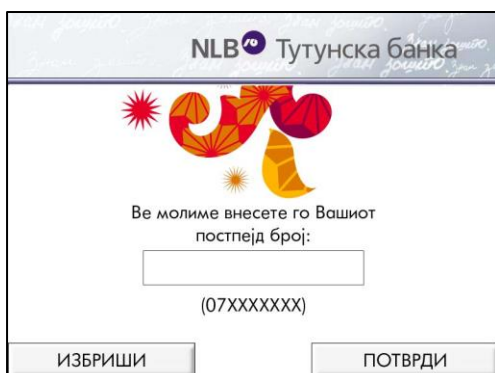 NLB Тутунска банка
Ве молиме внесете го Вашиот
постпејд број:
(07XXXXXXX)
ИЗБРИШИ
ПОТВРДИ